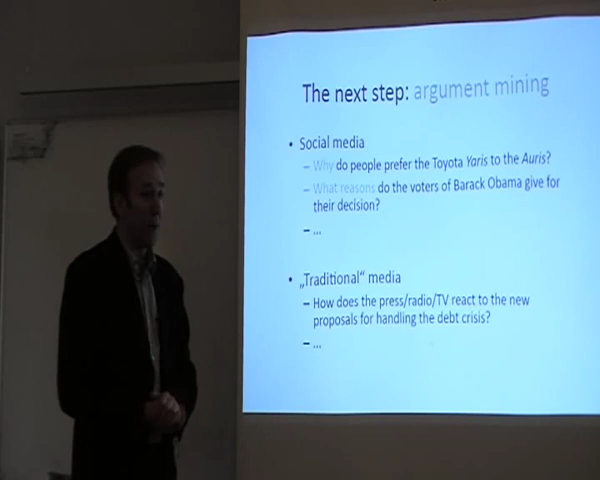 The next step: argument mining
• Social media
– Why do people prefer the Toyota Yaris to the Auris?
– What reasons do the voters of Barack Obama give for
their decision?
– ...
• „Traditional“ media
– How does the press/radio/TV react to the new
proposals for handling the debt crisis?
– ...